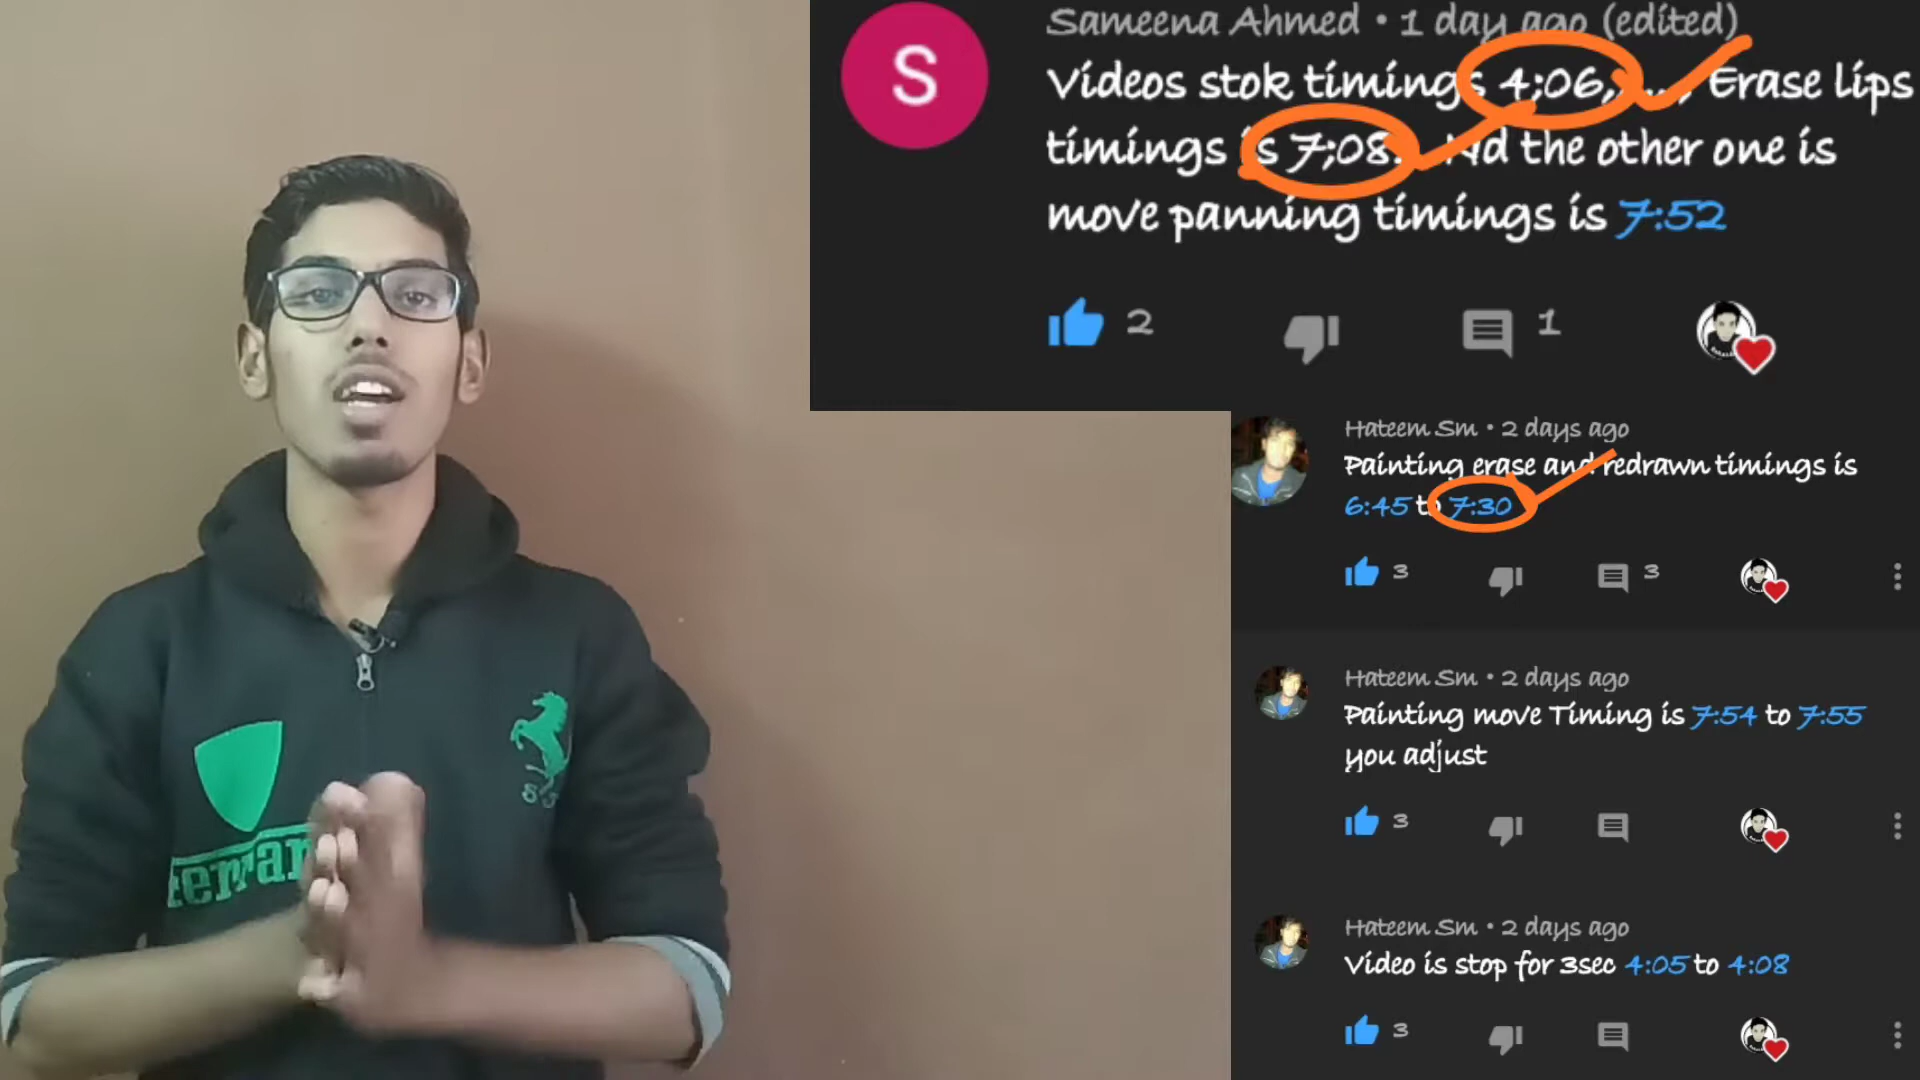 S
Sameena Ahmed • 1 day ago (edited)
Videos stok timings 4;06,..., Erase lips
timings is 7;08. Nd the other one is
move panning timings is 7:52
2
1
Hateem Sm • 2 days ago
Painting erase and redrawn timings is
6:45 to 7:30
3
3
Hateem Sm • 2 days ago
Painting move Timing is 7:54 to 7:55
you adjust
3
Hateem Sm • 2 days ago
Video is stop for 3sec 4:05 to 4:08
3